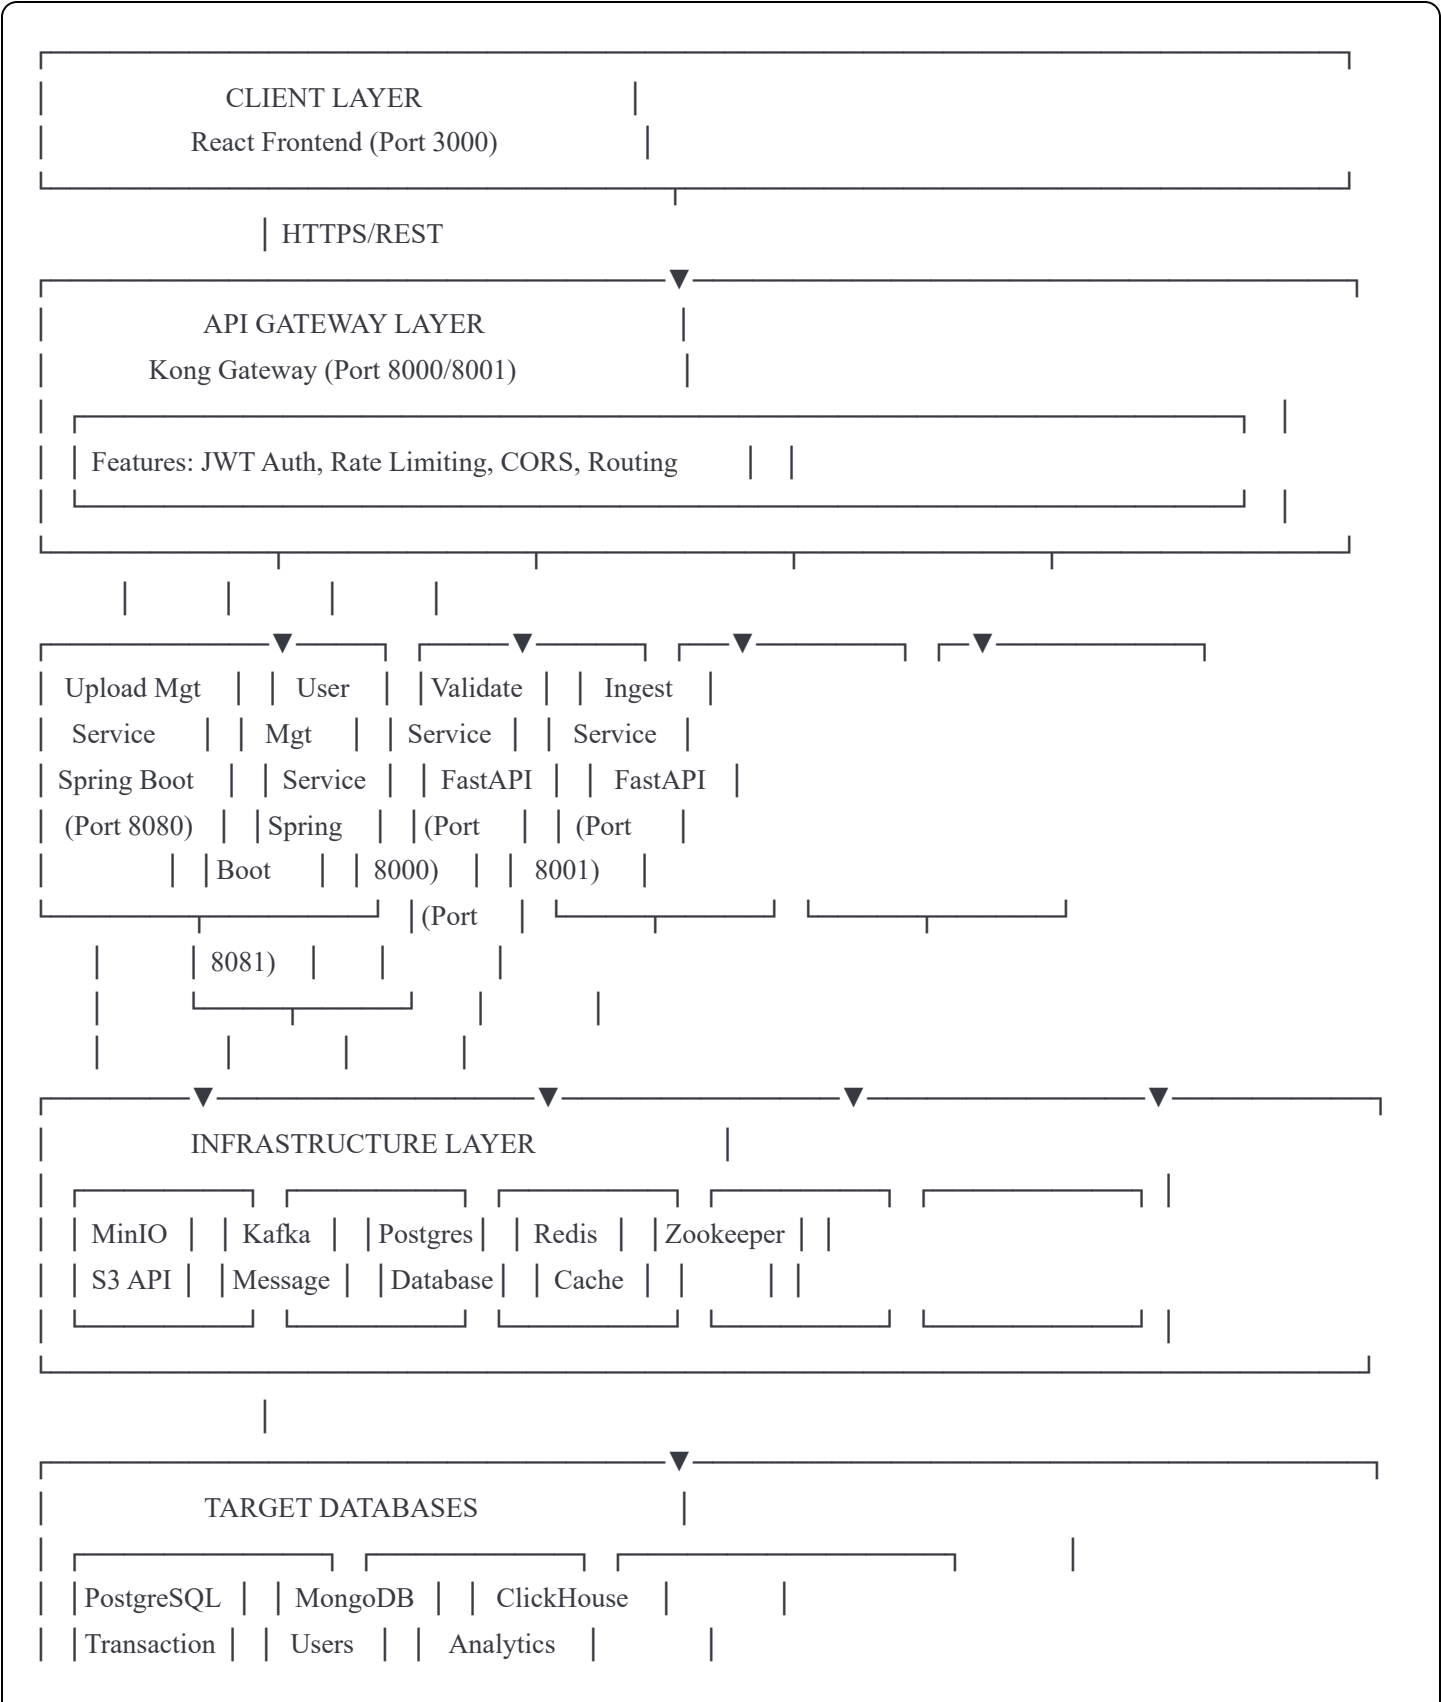 CLIENT LAYER
React Frontend (Port 3000)
HTTPS/REST
API GATEWAY LAYER
Kong Gateway (Port 8000/8001)
Features: JWT Auth, Rate Limiting, CORS, Routing
Upload Mgt User Validate Ingest
Service Mgt Service Service
Spring Boot Service FastAPI FastAPI
(Port 8080) Spring (Port (Port
Boot 8000) 8001)
(Port
8081)
INFRASTRUCTURE LAYER
MinIO Kafka Postgres Redis Zookeeper
S3 API Message Database Cache
TARGET DATABASES
PostgreSQL MongoDB ClickHouse
Transaction Users Analytics